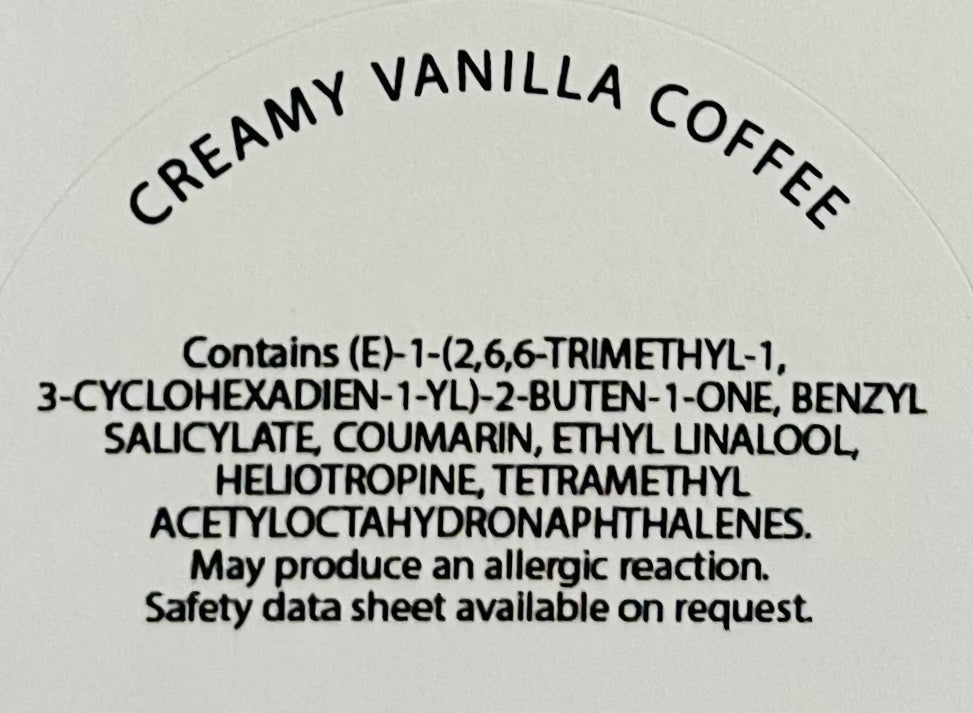 CREAMY VANILLA COFFEE
Contains (E)-1-(2,6,6-TRIMETHYL-1,
3-CYCLOHEXADIEN-1-YL)-2-BUTEN-1-ONE, BENZYL
SALICYLATE, COUMARIN, ETHYL LINALOOL,
HELIOTROPINE, TETRAMETHYL
ACETYLOCTAHYDRONAPHTHALENES.
May produce an allergic reaction.
Safety data sheet available on request.